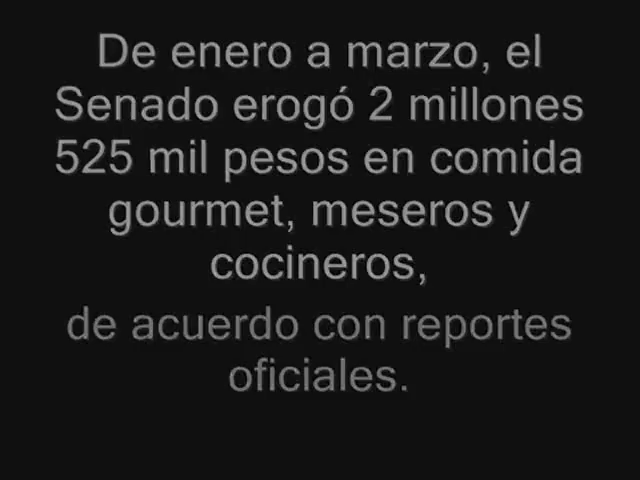 De enero a marzo, el
Senado erogó 2 millones
525 mil pesos en comida
gourmet, meseros y
cocineros,
de acuerdo con reportes
oficiales.